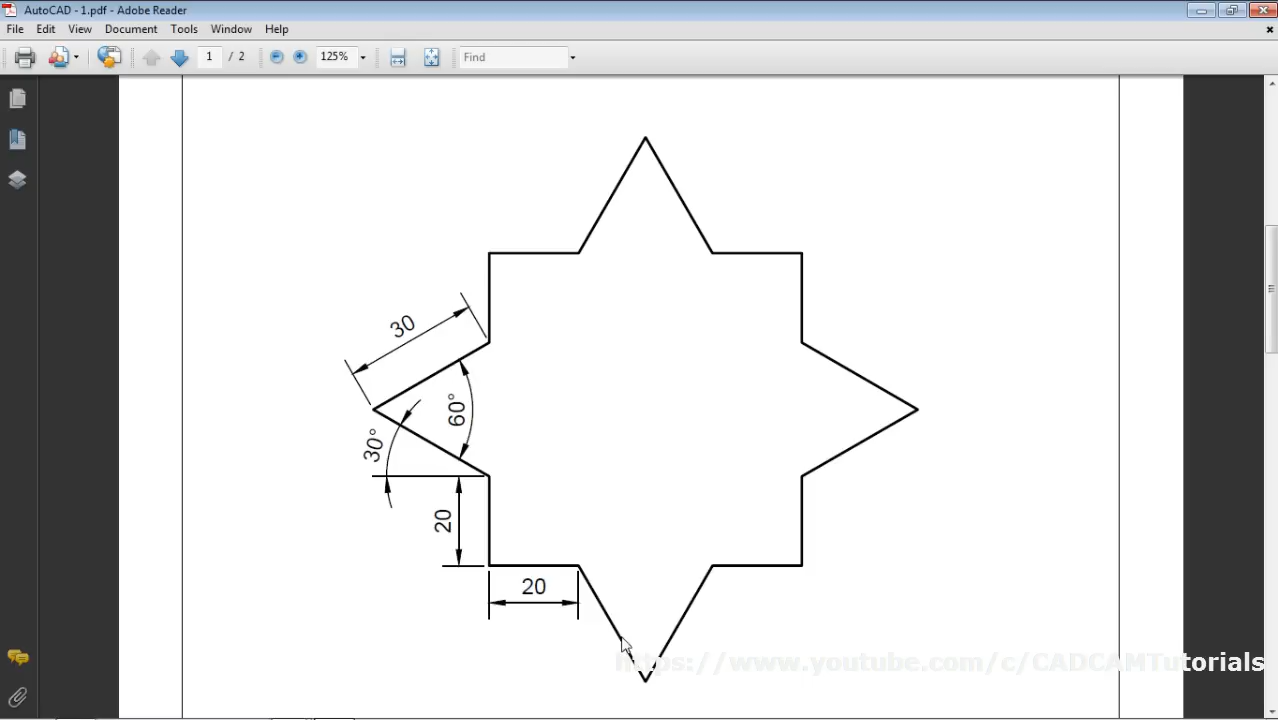 AutoCAD - 1.pdf - Adobe Reader
File Edit View Document Tools Window Help
1 / 2 125% Find
30
60°
30°
20
20
https://www.youtube.com/c/CADCAMTutorials